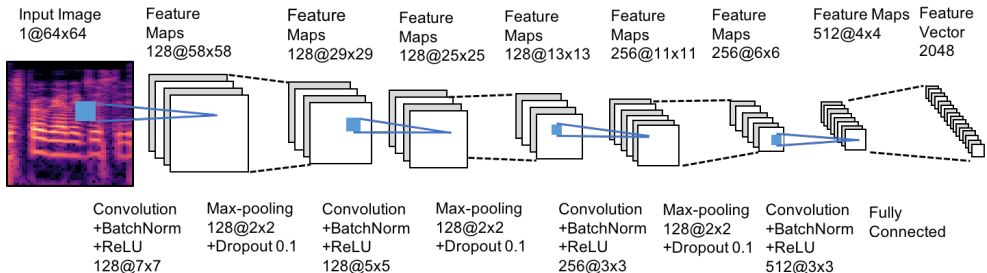 Input Image
1@64x64
Feature
Maps
128@58x58
Feature
Maps
128@29x29
Feature
Maps
128@25x25
Feature
Maps
128@13x13
Feature
Maps
256@11x11
Feature
Maps
256@6x6
Feature Maps
512@4x4
Feature
Vector
2048
Convolution
+BatchNorm
+ReLU
128@7x7
Max-pooling
128@2x2
+Dropout 0.1
Convolution
+BatchNorm
+ReLU
128@5x5
Max-pooling
128@2x2
+Dropout 0.1
Convolution
+BatchNorm
+ReLU
256@3x3
Max-pooling
128@2x2
+Dropout 0.1
Convolution
+BatchNorm
+ReLU
512@3x3
Fully
Connected